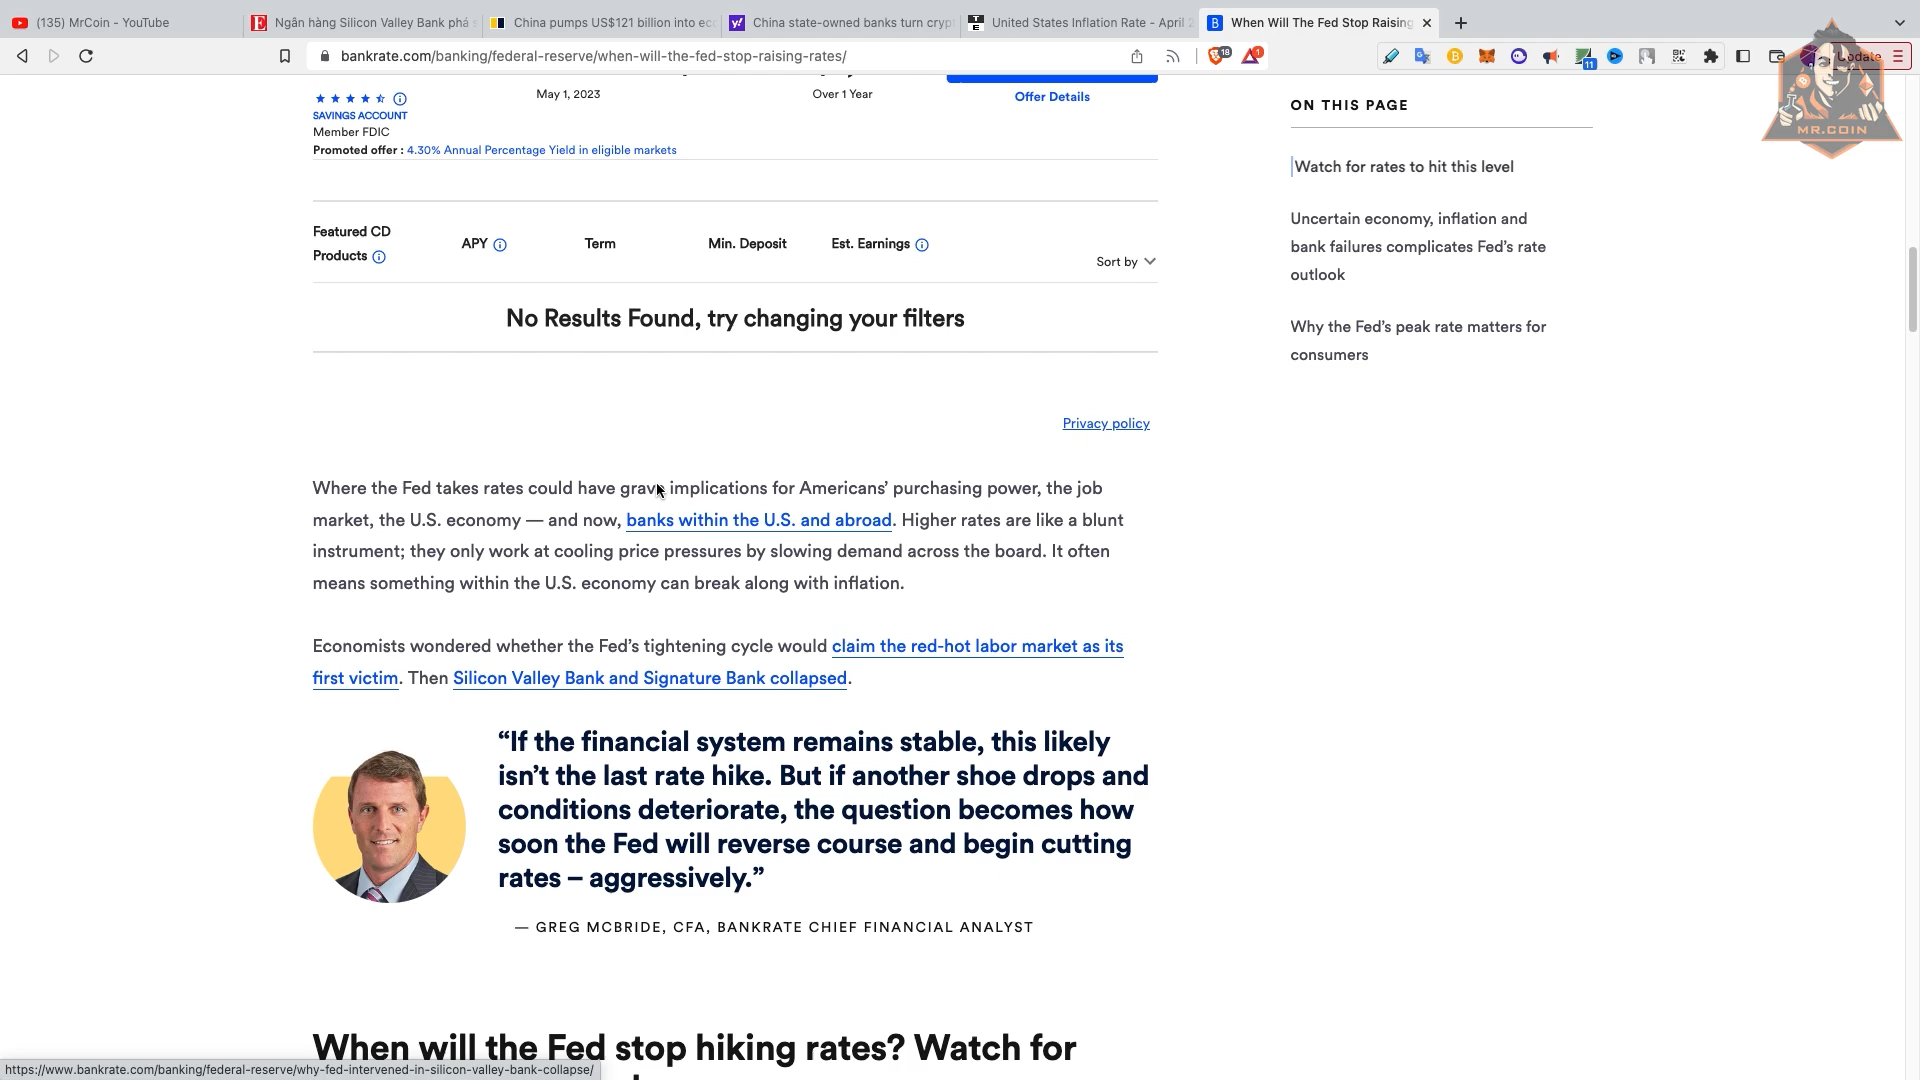 (135) MrCoin - YouTube
Ngân hàng Silicon Valley Bank phá s
China pumps US$121 billion into eco
China state-owned banks turn crypt
United States Inflation Rate - April 2
When Will The Fed Stop Raising
bankrate.com/banking/federal-reserve/when-will-the-fed-stop-raising-rates/
18
1
11
Update
MR.COIN
May 1, 2023
Over 1 Year
Offer Details
SAVINGS ACCOUNT
Member FDIC
Promoted offer : 4.30% Annual Percentage Yield in eligible markets
Featured CD
Products
APY
Term
Min. Deposit
Est. Earnings
Sort by
No Results Found, try changing your filters
Privacy policy
Where the Fed takes rates could have grave implications for Americans’ purchasing power, the job
market, the U.S. economy — and now, banks within the U.S. and abroad. Higher rates are like a blunt
instrument; they only work at cooling price pressures by slowing demand across the board. It often
means something within the U.S. economy can break along with inflation.
Economists wondered whether the Fed’s tightening cycle would claim the red-hot labor market as its
first victim. Then Silicon Valley Bank and Signature Bank collapsed.
“If the financial system remains stable, this likely
isn’t the last rate hike. But if another shoe drops and
conditions deteriorate, the question becomes how
soon the Fed will reverse course and begin cutting
rates – aggressively.”
— GREG MCBRIDE, CFA, BANKRATE CHIEF FINANCIAL ANALYST
When will the Fed stop hiking rates? Watch for
ON THIS PAGE
Watch for rates to hit this level
Uncertain economy, inflation and
bank failures complicates Fed’s rate
outlook
Why the Fed’s peak rate matters for
consumers
https://www.bankrate.com/banking/federal-reserve/why-fed-intervened-in-silicon-valley-bank-collapse/